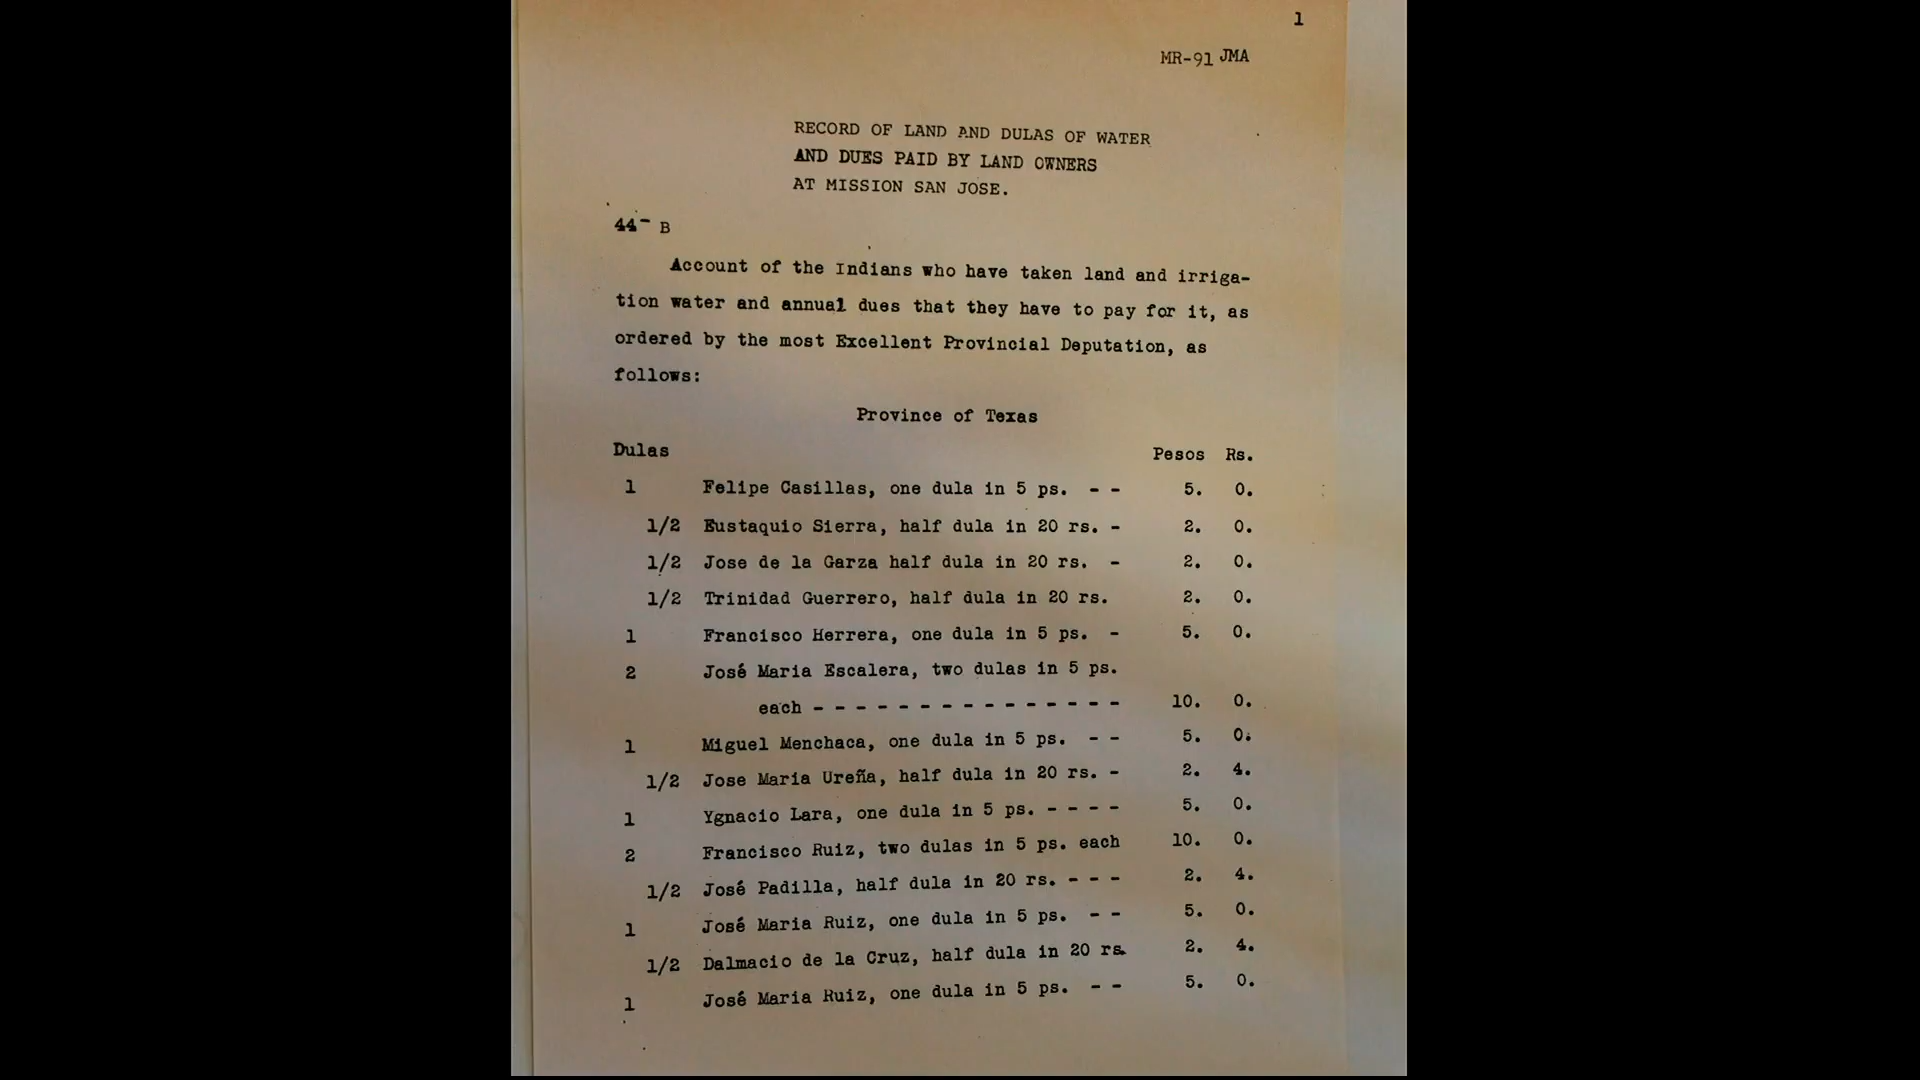 1
MR-91 JMA
RECORD OF LAND AND DULAS OF WATER
AND DUES PAID BY LAND OWNERS
AT MISSION SAN JOSE.
44- B
Account of the Indians who have taken land and irriga-
tion water and annual dues that they have to pay for it, as
ordered by the most Excellent Provincial Deputation, as
follows:
Province of Texas
Dulas Pesos Rs.
1 Felipe Casillas, one dula in 5 ps. - - 5. 0.
1/2 Eustaquio Sierra, half dula in 20 rs. - 2. 0.
1/2 Jose de la Garza half dula in 20 rs. - 2. 0.
1/2 Trinidad Guerrero, half dula in 20 rs. 2. 0.
1 Francisco Herrera, one dula in 5 ps. - 5. 0.
2 José Maria Escalera, two dulas in 5 ps.
each - - - - - - - - - - - - - - - 10. 0.
1 Miguel Menchaca, one dula in 5 ps. - - 5. 0.
1/2 Jose Maria Ureña, half dula in 20 rs. - 2. 4.
1 Ygnacio Lara, one dula in 5 ps. - - - - 5. 0.
2 Francisco Ruiz, two dulas in 5 ps. each 10. 0.
1/2 José Padilla, half dula in 20 rs. - - - 2. 4.
1 José Maria Ruiz, one dula in 5 ps. - - 5. 0.
1/2 Dalmacio de la Cruz, half dula in 20 rs. 2. 4.
1 José Maria Ruiz, one dula in 5 ps. - - 5. 0.